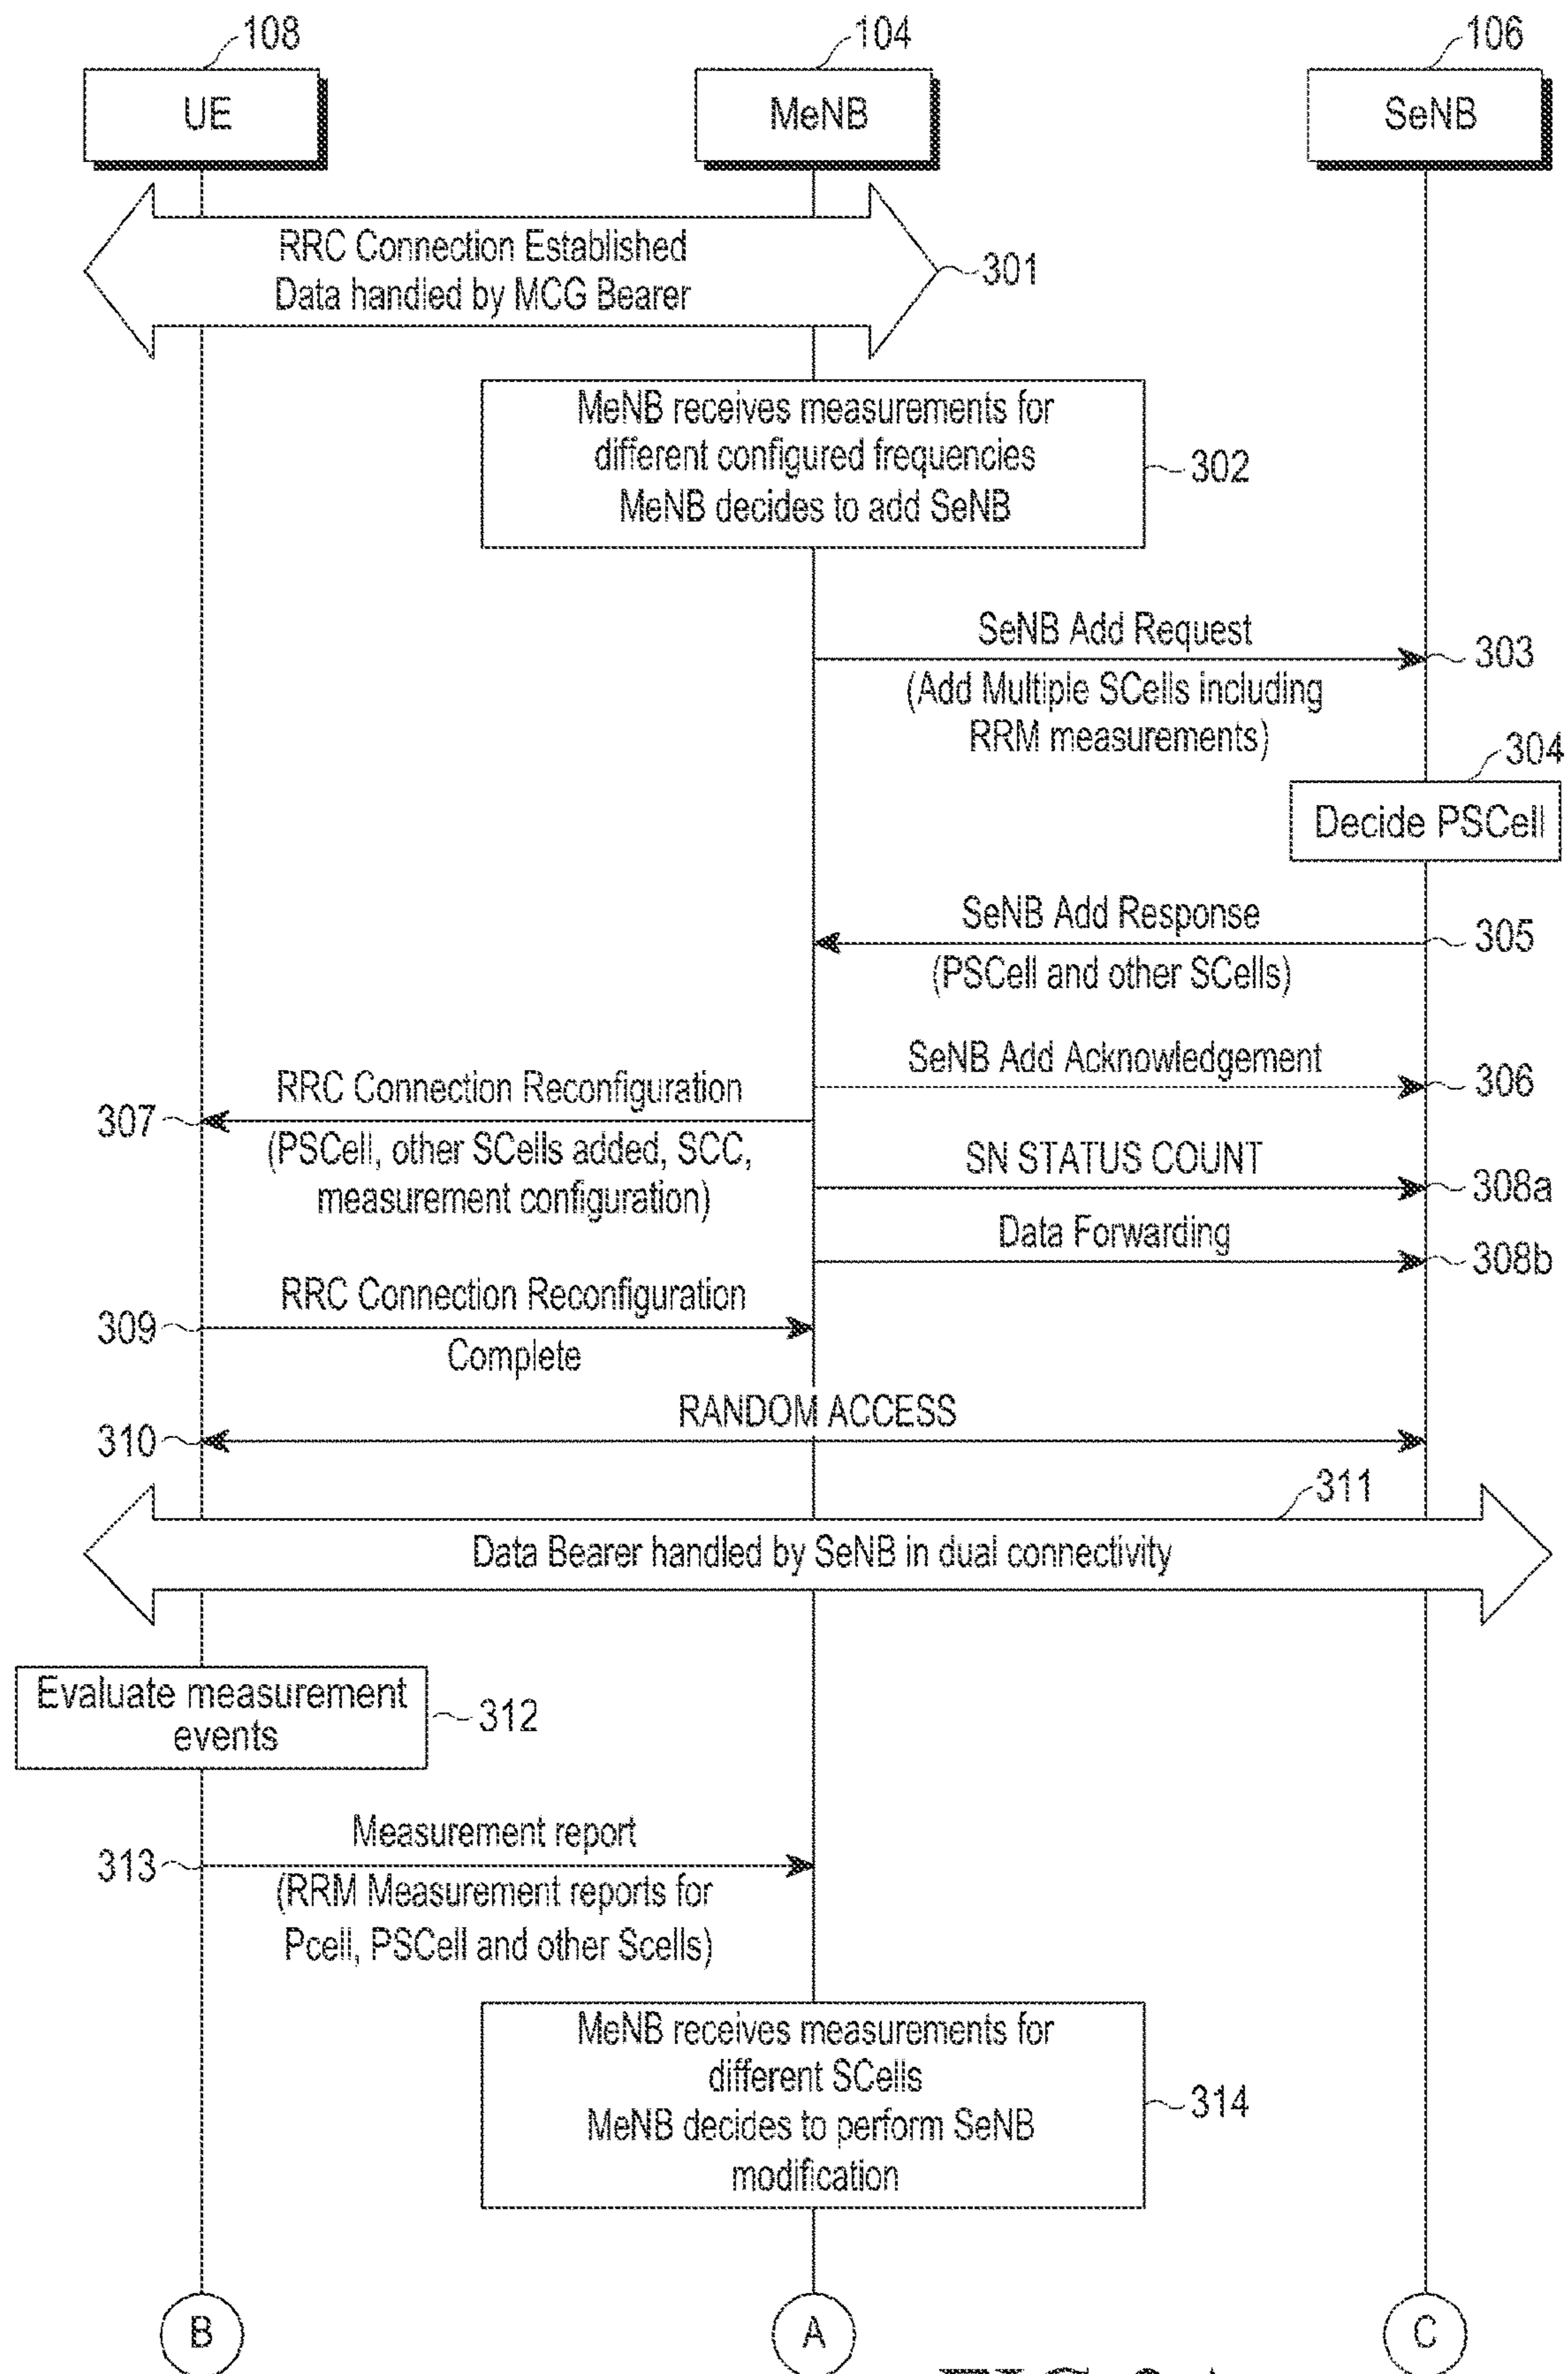 108
104
106
UE
MeNB
SeNB
RRC Connection Established
Data handled by MCG Bearer
301
MeNB receives measurements for
different configured frequencies
MeNB decides to add SeNB
302
SeNB Add Request
303
(Add Multiple SCells including
RRM measurements)
304
Decide PSCell
SeNB Add Response
305
(PSCell and other SCells)
SeNB Add Acknowledgement
306
RRC Connection Reconfiguration
307
(PSCell, other SCells added, SCC,
measurement configuration)
SN STATUS COUNT
308a
Data Forwarding
308b
RRC Connection Reconfiguration
309
Complete
RANDOM ACCESS
310
311
Data Bearer handled by SeNB in dual connectivity
Evaluate measurement
events
312
Measurement report
313
(RRM Measurement reports for
Pcell, PSCell and other Scells)
MeNB receives measurements for
different SCells
MeNB decides to perform SeNB
modification
314
B
A
C